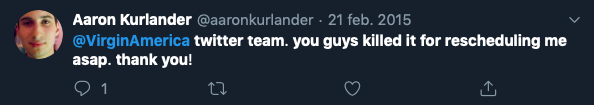 Aaron Kurlander @aaronkurlander · 21 feb. 2015
@VirginAmerica twitter team. you guys killed it for rescheduling me
asap. thank you!
1